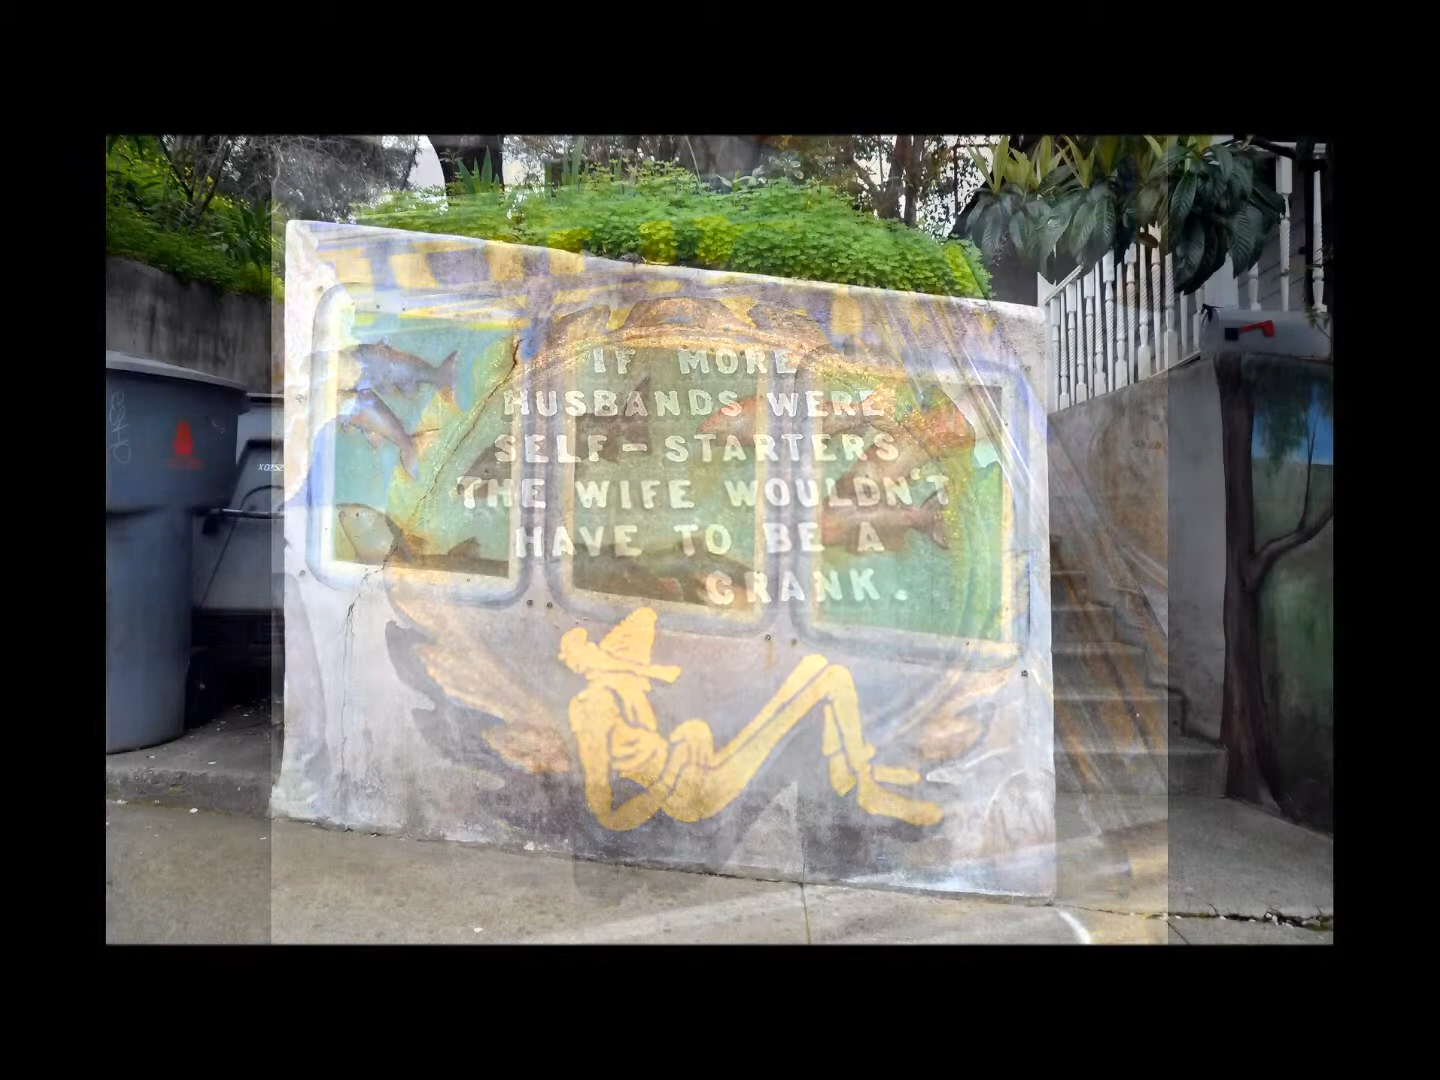 IF MORE
HUSBANDS WERE
SELF-STARTERS
THE WIFE WOULDN'T
HAVE TO BE A
CRANK.